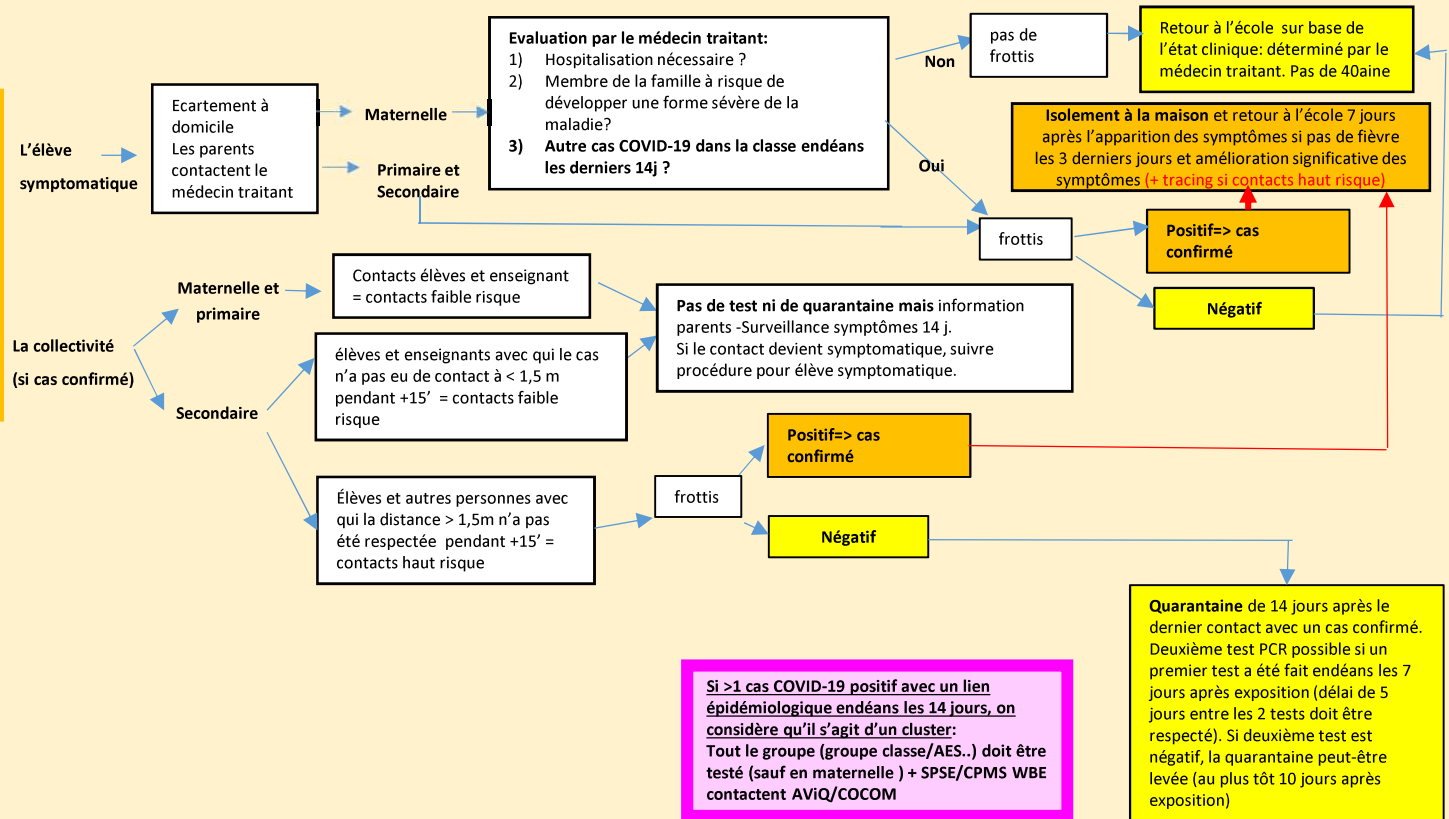 L’élève
symptomatique
Ecartement à
domicile
Les parents
contactent le
médecin traitant
Maternelle
Primaire et
Secondaire
Evaluation par le médecin traitant:
1) Hospitalisation nécessaire ?
2) Membre de la famille à risque de
développer une forme sévère de la
maladie?
3) Autre cas COVID-19 dans la classe endéans
les derniers 14j ?
Non
Oui
pas de
frottis
Retour à l’école sur base de
l’état clinique: déterminé par le
médecin traitant. Pas de 40aine
Isolement à la maison et retour à l’école 7 jours
après l’apparition des symptômes si pas de fièvre
les 3 derniers jours et amélioration significative des
symptômes (+ tracing si contacts haut risque)
frottis
Positif=> cas
confirmé
Négatif
La collectivité
(si cas confirmé)
Maternelle et
primaire
Secondaire
Contacts élèves et enseignant
= contacts faible risque
élèves et enseignants avec qui le cas
n’a pas eu de contact à < 1,5 m
pendant +15’ = contacts faible
risque
Pas de test ni de quarantaine mais information
parents -Surveillance symptômes 14 j.
Si le contact devient symptomatique, suivre
procédure pour élève symptomatique.
Élèves et autres personnes avec
qui la distance > 1,5m n’a pas
été respectée pendant +15’ =
contacts haut risque
frottis
Positif=> cas
confirmé
Négatif
Quarantaine de 14 jours après le
dernier contact avec un cas confirmé.
Deuxième test PCR possible si un
premier test a été fait endéans les 7
jours après exposition (délai de 5
jours entre les 2 tests doit être
respecté). Si deuxième test est
négatif, la quarantaine peut-être
levée (au plus tôt 10 jours après
exposition)
Si >1 cas COVID-19 positif avec un lien
épidémiologique endéans les 14 jours, on
considère qu’il s’agit d’un cluster:
Tout le groupe (groupe classe/AES..) doit être
testé (sauf en maternelle ) + SPSE/CPMS WBE
contactent AViQ/COCOM